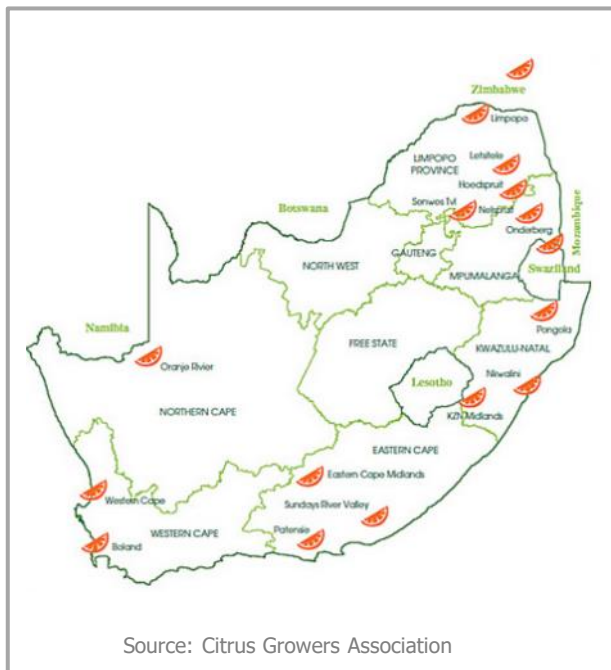 Zimbabwe
Limpopo
LIMPOPO
PROVINCE
Letsitele
Hoedspruit
Senwes Tvl
Nelspruit
Onderberg
Botswana
Mozambique
GAUTENG
NORTH WEST
MPUMALANGA
Swaziland
Namibia
Oranje Rivier
FREE STATE
Pongola
KWAZULU-NATAL
Lesotho
Nkwalini
KZN Midlands
NORTHERN CAPE
EASTERN CAPE
Eastern Cape Midlands
Western Cape
Sundays River Valley
WESTERN CAPE
Patensie
Boland
Source: Citrus Growers Association